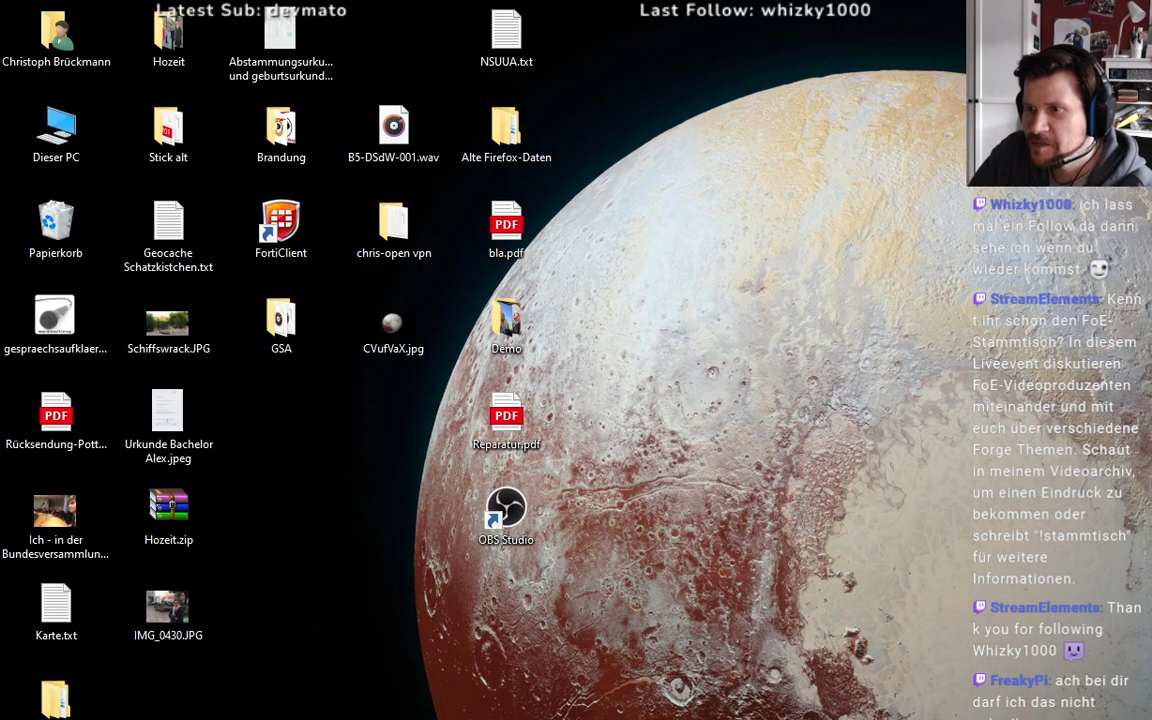 Latest Sub: devmato
Last Follow: whizky1000
Christoph Brückmann
Hozeit
Abstammungsurku...
und geburtsurkund...
NSUUA.txt
Dieser PC
Stick alt
Brandung
B5-DSdW-001.wav
Alte Firefox-Daten
Papierkorb
Geocache
Schatzkistchen.txt
FortiClient
chris-open vpn
PDF
bla.pdf
gespraechsaufklaer...
Schiffswrack.JPG
GSA
CVufVaX.jpg
Demo
PDF
Rücksendung-Pott...
Urkunde Bachelor
Alex.jpeg
PDF
Reparatur.pdf
Ich - in der
Bundesversammlun...
Hozeit.zip
OBS Studio
Karte.txt
IMG_0430.JPG
Whizky1000: ich lass
mal ein Follow da dann
sehe ich wenn du
wieder kommst
StreamElements: Kenn
t ihr schon den FoE-
Stammtisch? In diesem
Liveevent diskutieren
FoE-Videoproduzenten
miteinander und mit
euch über verschiedene
Forge Themen. Schaut
in meinem Videoarchiv,
um einen Eindruck zu
bekommen oder
schreibt "!stammtisch"
für weitere
Informationen.
StreamElements: Than
k you for following
Whizky1000
FreakyPi: ach bei dir
darf ich das nicht